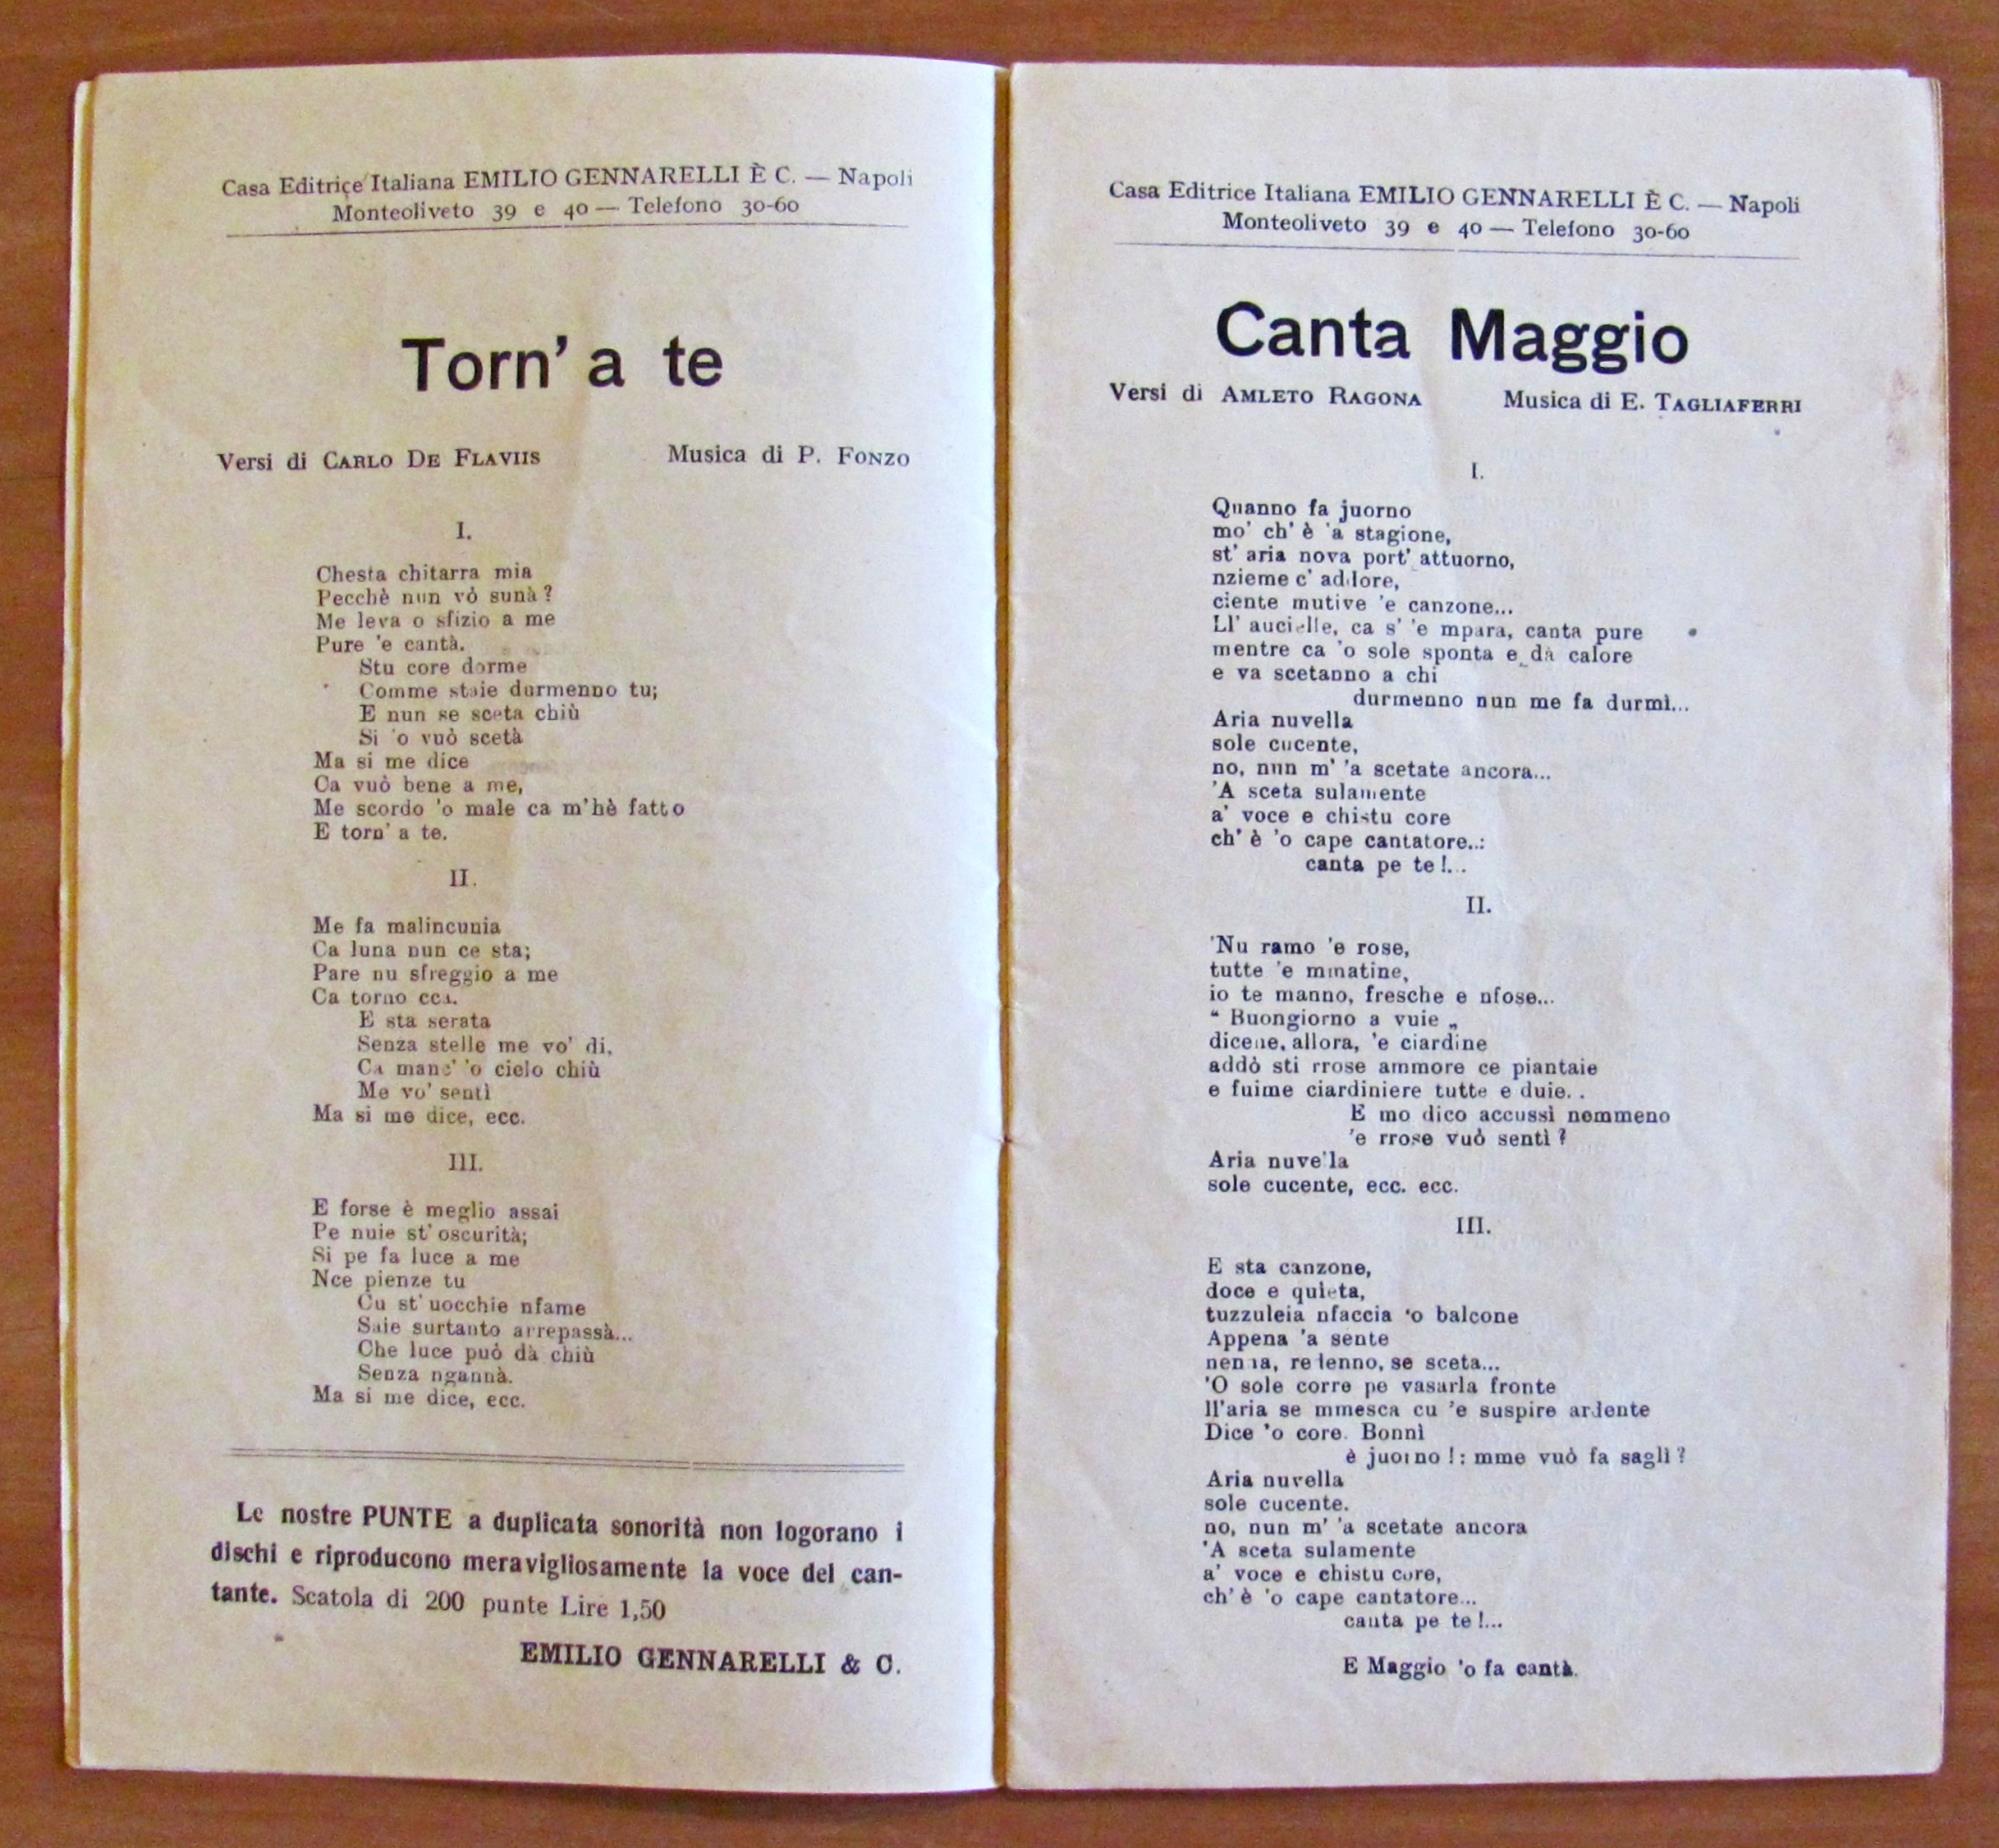 Casa Editrice Italiana EMILIO GENNARELLI È C. — Napoli
Monteoliveto 39 e 40 — Telefono 30-60
Torn' a te
Versi di CARLO DE FLAVIIS Musica di P. FONZO
I.
Chesta chitarra mia
Pecchè nun vò sunà?
Me leva o sfizio a me
Pure 'e cantà.
Stu core dorme
Comme staie durmenno tu;
E nun se sceta chiù
Si 'o vuò scetà
Ma si me dice
Ca vuò bene a me,
Me scordo 'o male ca m'hè fatto
E torn' a te.
II.
Me fa malincunia
Ca luna nun ce sta;
Pare nu sfreggio a me
Ca torno cca.
E sta serata
Senza stelle me vo' di,
Ca manc' 'o cielo chiù
Me vo' sentì
Ma si me dice, ecc.
III.
E forse è meglio assai
Pe nuie st' oscurità;
Si pe fa luce a me
Nce pienze tu
Cu st' uocchie nfame
Saie surtanto arrepassà...
Che luce può dà chiù
Senza ngannà.
Ma si me dice, ecc.
Le nostre PUNTE a duplicata sonorità non logorano i
dischi e riproducono meravigliosamente la voce del can-
tante. Scatola di 200 punte Lire 1,50
EMILIO GENNARELLI & C.
Casa Editrice Italiana EMILIO GENNARELLI È C. — Napoli
Monteoliveto 39 e 40 — Telefono 30-60
Canta Maggio
Versi di AMLETO RAGONA Musica di E. TAGLIAFERRI
I.
Quanno fa juorno
mo' ch' è 'a stagione,
st' aria nova port' attuorno,
nzieme c' addore,
ciente mutive 'e canzone...
Ll' aucielle, ca s' 'e mpara, canta pure
mentre ca 'o sole sponta e dà calore
e va scetanno a chi
durmenno nun me fa durmì...
Aria nuvella
sole cucente,
no, nun m' 'a scetate ancora...
'A sceta sulamente
a' voce e chistu core
ch' è 'o cape cantatore..:
canta pe te!...
II.
'Nu ramo 'e rose,
tutte 'e mmatine,
io te manno, fresche e nfose...
“ Buongiorno a vuie „
dicene, allora, 'e ciardine
addò sti rrose ammore ce piantaie
e fuime ciardiniere tutte e duie. .
E mo dico accussì nemmeno
'e rrose vuò sentì?
Aria nuvella
sole cucente, ecc. ecc.
III.
E sta canzone,
doce e quieta,
tuzzuleia nfaccia 'o balcone
Appena 'a sente
nenna, redenno, se sceta...
'O sole corre pe vasarla fronte
ll'aria se mmesca cu 'e suspire ardente
Dice 'o core. Bonnì
è juorno!: mme vuò fa saglì?
Aria nuvella
sole cucente.
no, nun m' 'a scetate ancora
'A sceta sulamente
a' voce e chistu core,
ch' è 'o cape cantatore...
canta pe te!...
E Maggio 'o fa cantà.